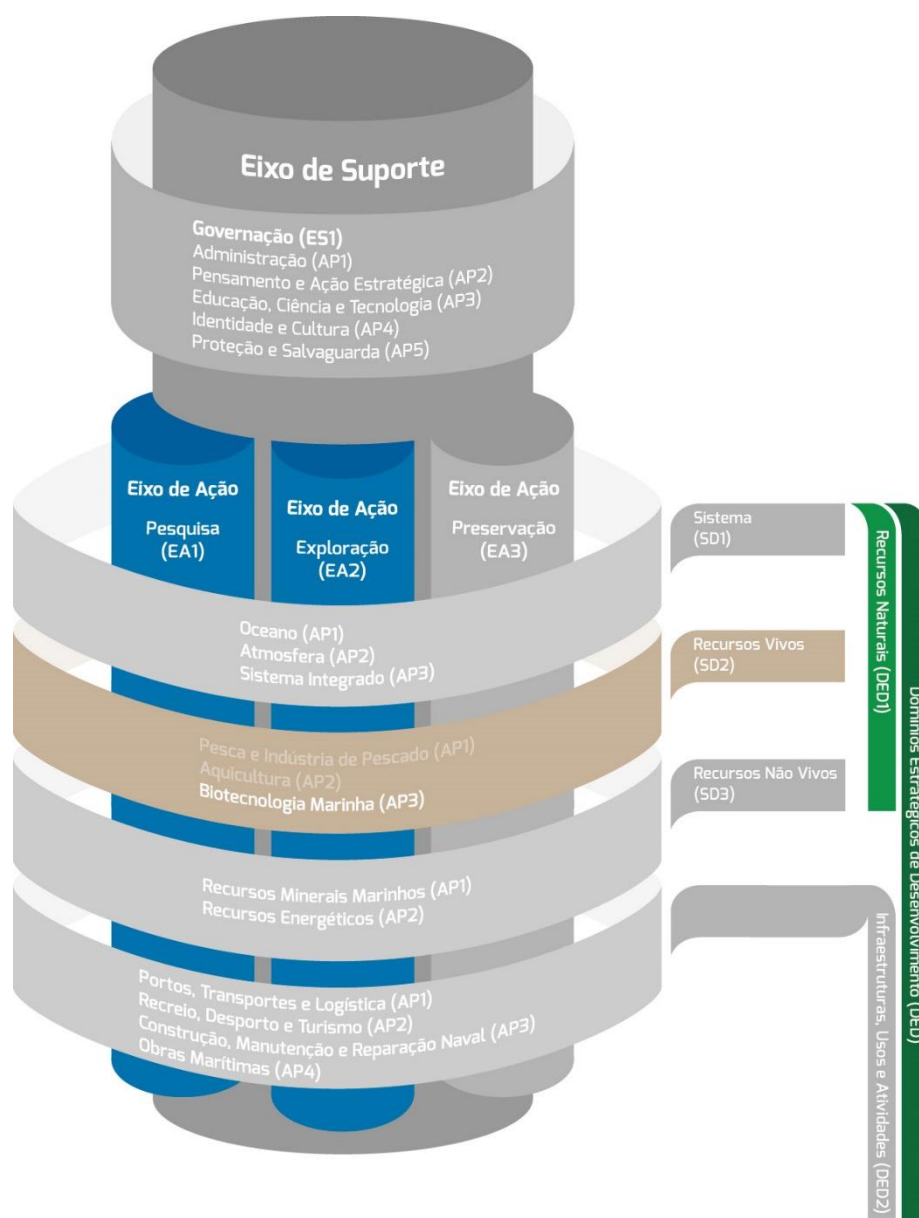 Eixo de Suporte
Governação (ES1)
Administração (AP1)
Pensamento e Ação Estratégica (AP2)
Educação, Ciência e Tecnologia (AP3)
Identidade e Cultura (AP4)
Proteção e Salvaguarda (AP5)
Eixo de Ação
Pesquisa
(EA1)
Eixo de Ação
Exploração
(EA2)
Eixo de Ação
Preservação
(EA3)
Oceano (AP1)
Atmosfera (AP2)
Sistema Integrado (AP3)
Sistema
(SD1)
Pesca e Indústria de Pescado (AP1)
Aquicultura (AP2)
Biotecnologia Marinha (AP3)
Recursos Vivos
(SD2)
Recursos Minerais Marinhos (AP1)
Recursos Energéticos (AP2)
Recursos Não Vivos
(SD3)
Portos, Transportes e Logística (AP1)
Recreio, Desporto e Turismo (AP2)
Construção, Manutenção e Reparação Naval (AP3)
Obras Marítimas (AP4)
Recursos Naturais (DED1)
Infraestruturas, Usos e Atividades (DED2)
Domínios Estratégicos de Desenvolvimento (DED)